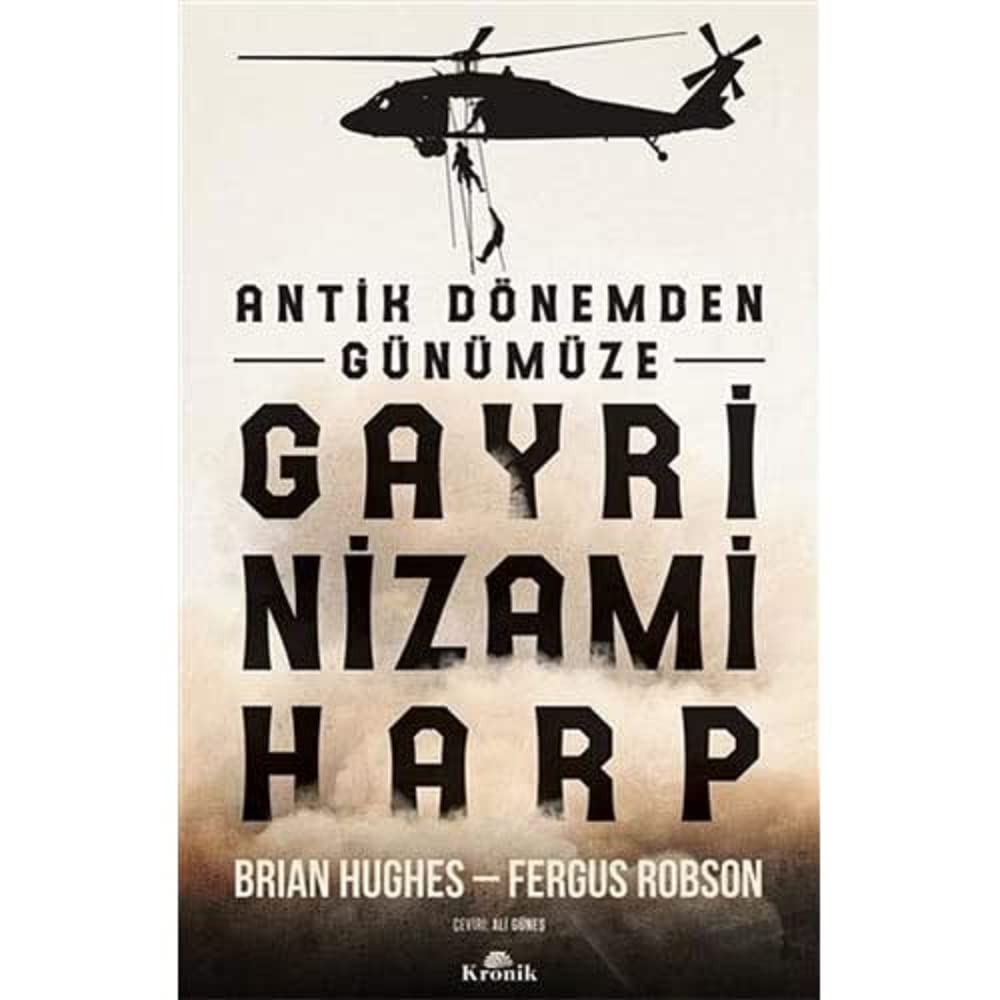 ANTİK DÖNEMDEN
GÜNÜMÜZE
GAYRİ
NİZAMİ
HARP
BRIAN HUGHES – FERGUS ROBSON
ÇEVİRİ: ALİ GÜNEŞ
Kronik